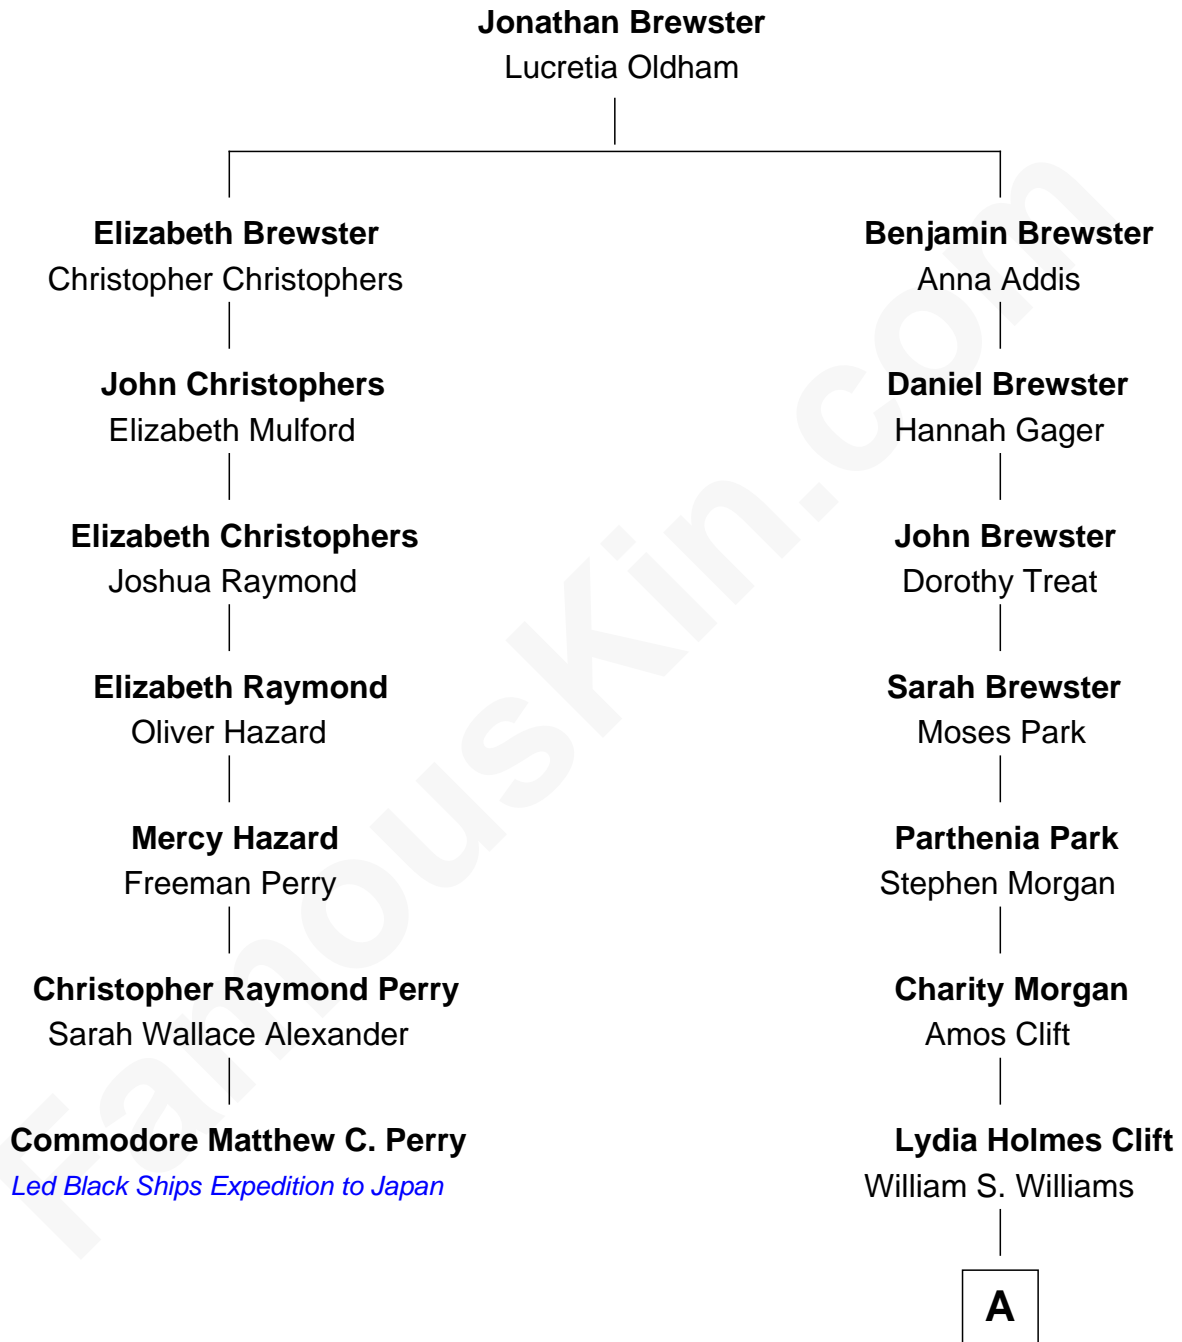 Jonathan Brewster
Lucretia Oldham
Elizabeth Brewster
Christopher Christophers
John Christophers
Elizabeth Mulford
Elizabeth Christophers
Joshua Raymond
Elizabeth Raymond
Oliver Hazard
Mercy Hazard
Freeman Perry
Christopher Raymond Perry
Sarah Wallace Alexander
Commodore Matthew C. Perry
Led Black Ships Expedition to Japan
Benjamin Brewster
Anna Addis
Daniel Brewster
Hannah Gager
John Brewster
Dorothy Treat
Sarah Brewster
Moses Park
Parthenia Park
Stephen Morgan
Charity Morgan
Amos Clift
Lydia Holmes Clift
William S. Williams
A
FamousKin.com